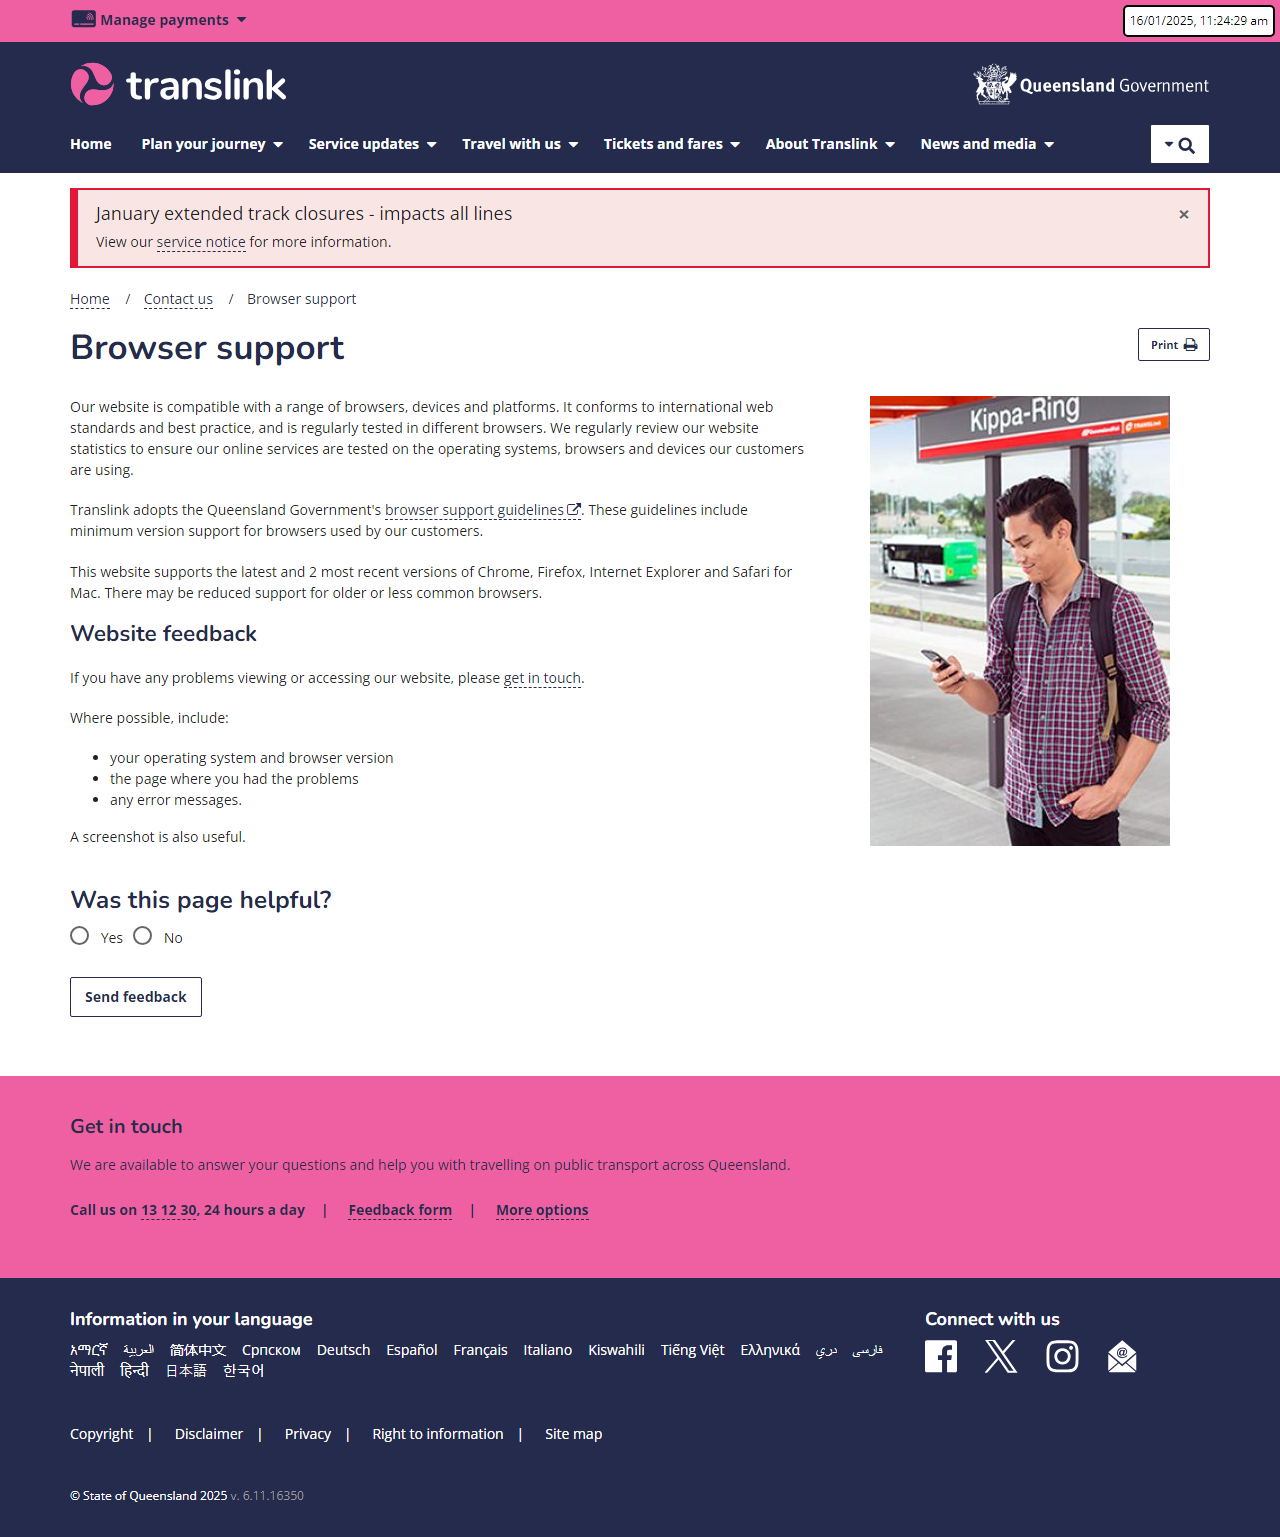 Manage payments
16/01/2025, 11:24:29 am
translink
Queensland Government
Home Plan your journey Service updates Travel with us Tickets and fares About Translink News and media
January extended track closures - impacts all lines
×
View our service notice for more information.
Home / Contact us / Browser support
Browser support
Print
Our website is compatible with a range of browsers, devices and platforms. It conforms to international web
standards and best practice, and is regularly tested in different browsers. We regularly review our website
statistics to ensure our online services are tested on the operating systems, browsers and devices our customers
are using.
Kippa-Ring
Translink adopts the Queensland Government's browser support guidelines. These guidelines include
minimum version support for browsers used by our customers.
This website supports the latest and 2 most recent versions of Chrome, Firefox, Internet Explorer and Safari for
Mac. There may be reduced support for older or less common browsers.
Website feedback
If you have any problems viewing or accessing our website, please get in touch.
Where possible, include:
• your operating system and browser version
• the page where you had the problems
• any error messages.
A screenshot is also useful.
Was this page helpful?
Yes No
Send feedback
Get in touch
We are available to answer your questions and help you with travelling on public transport across Queensland.
Call us on 13 12 30, 24 hours a day | Feedback form | More options
Information in your language
አማርኛ العربية 简体中文 Српском Deutsch Español Français Italiano Kiswahili Tiếng Việt Ελληνικά دري فارسی
नेपाली हिन्दी 日本語 한국어
Connect with us
Copyright | Disclaimer | Privacy | Right to information | Site map
© State of Queensland 2025 v. 6.11.16350